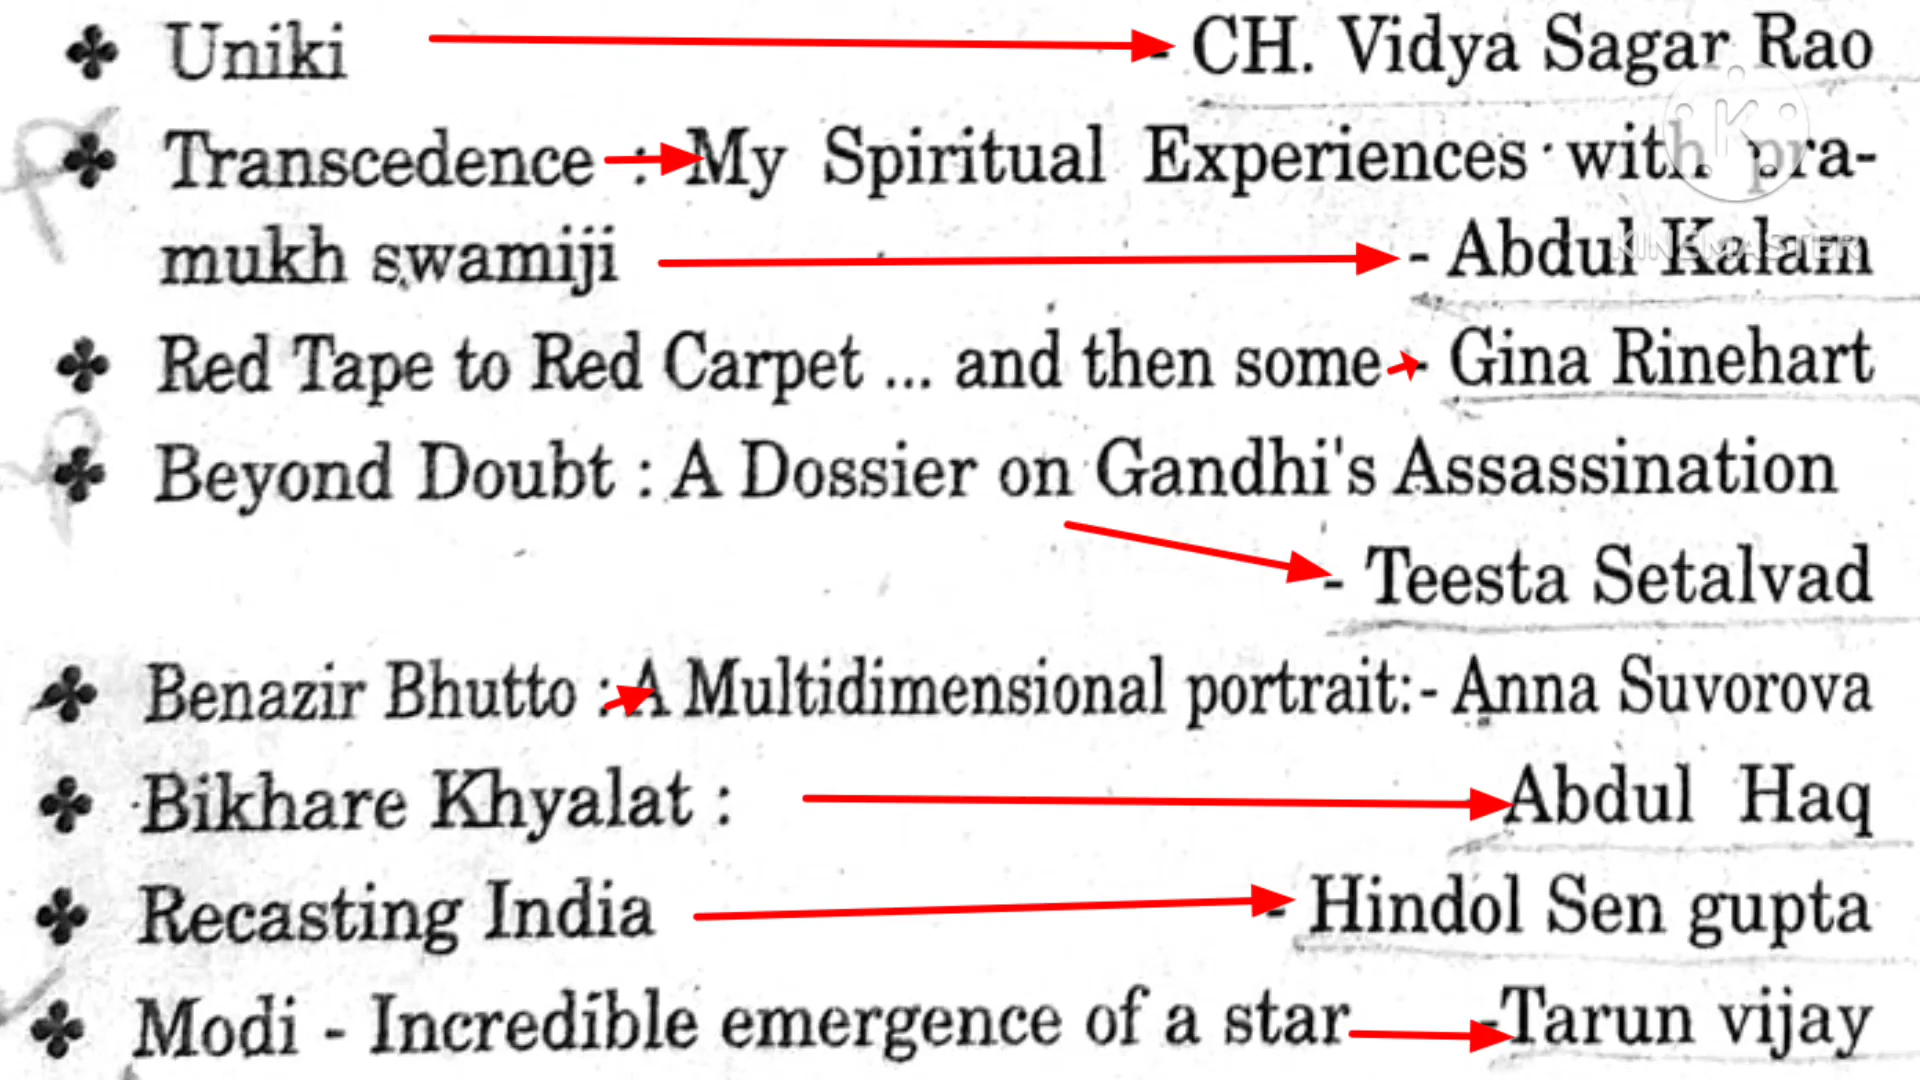 ✤ Uniki - CH. Vidya Sagar Rao
✤ Transcedence : My Spiritual Experiences with pra-
mukh swamiji - Abdul Kalam
✤ Red Tape to Red Carpet ... and then some - Gina Rinehart
✤ Beyond Doubt : A Dossier on Gandhi's Assassination
- Teesta Setalvad
✤ Benazir Bhutto : A Multidimensional portrait:- Anna Suvorova
✤ Bikhare Khyalat : Abdul Haq
✤ Recasting India - Hindol Sen gupta
✤ Modi - Incredible emergence of a star -Tarun vijay
K
KINEMASTER